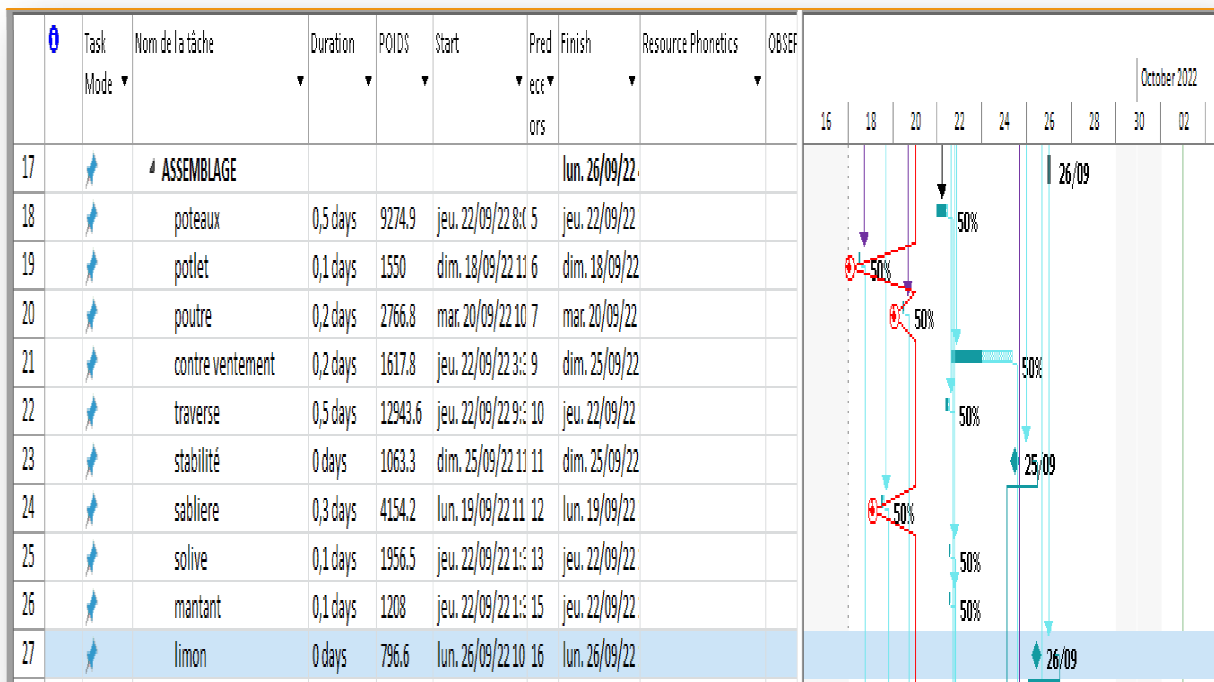 Task Mode Nom de la tâche Duration POIDS Start Pred ece ors Finish Resource Phonetics OBSEF
October 2022
16 18 20 22 24 26 28 30 02
17 ASSEMBLAGE lun. 26/09/22 26/09
18 poteaux 0,5 days 9274.9 jeu. 22/09/22 8:( 5 jeu. 22/09/22 50%
19 potlet 0,1 days 1550 dim. 18/09/22 11 6 dim. 18/09/22 50%
20 poutre 0,2 days 2766.8 mar. 20/09/22 10 7 mar. 20/09/22 50%
21 contre ventement 0,2 days 1617.8 jeu. 22/09/22 3:3 9 dim. 25/09/22 50%
22 traverse 0,5 days 12943.6 jeu. 22/09/22 9:3 10 jeu. 22/09/22 50%
23 stabilité 0 days 1063.3 dim. 25/09/22 11 11 dim. 25/09/22 25/09
24 sabliere 0,3 days 4154.2 lun. 19/09/22 11 12 lun. 19/09/22 50%
25 solive 0,1 days 1956.5 jeu. 22/09/22 1:3 13 jeu. 22/09/22 50%
26 mantant 0,1 days 1208 jeu. 22/09/22 1:3 15 jeu. 22/09/22 50%
27 limon 0 days 796.6 lun. 26/09/22 10 16 lun. 26/09/22 26/09